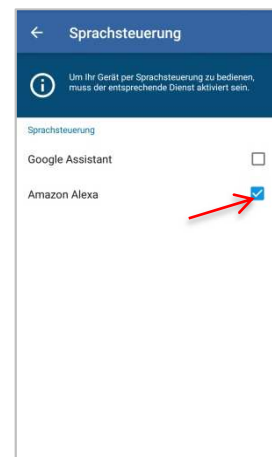 Sprachsteuerung
Um Ihr Gerät per Sprachsteuerung zu bedienen,
muss der entsprechende Dienst aktiviert sein.
Sprachsteuerung
Google Assistant
Amazon Alexa